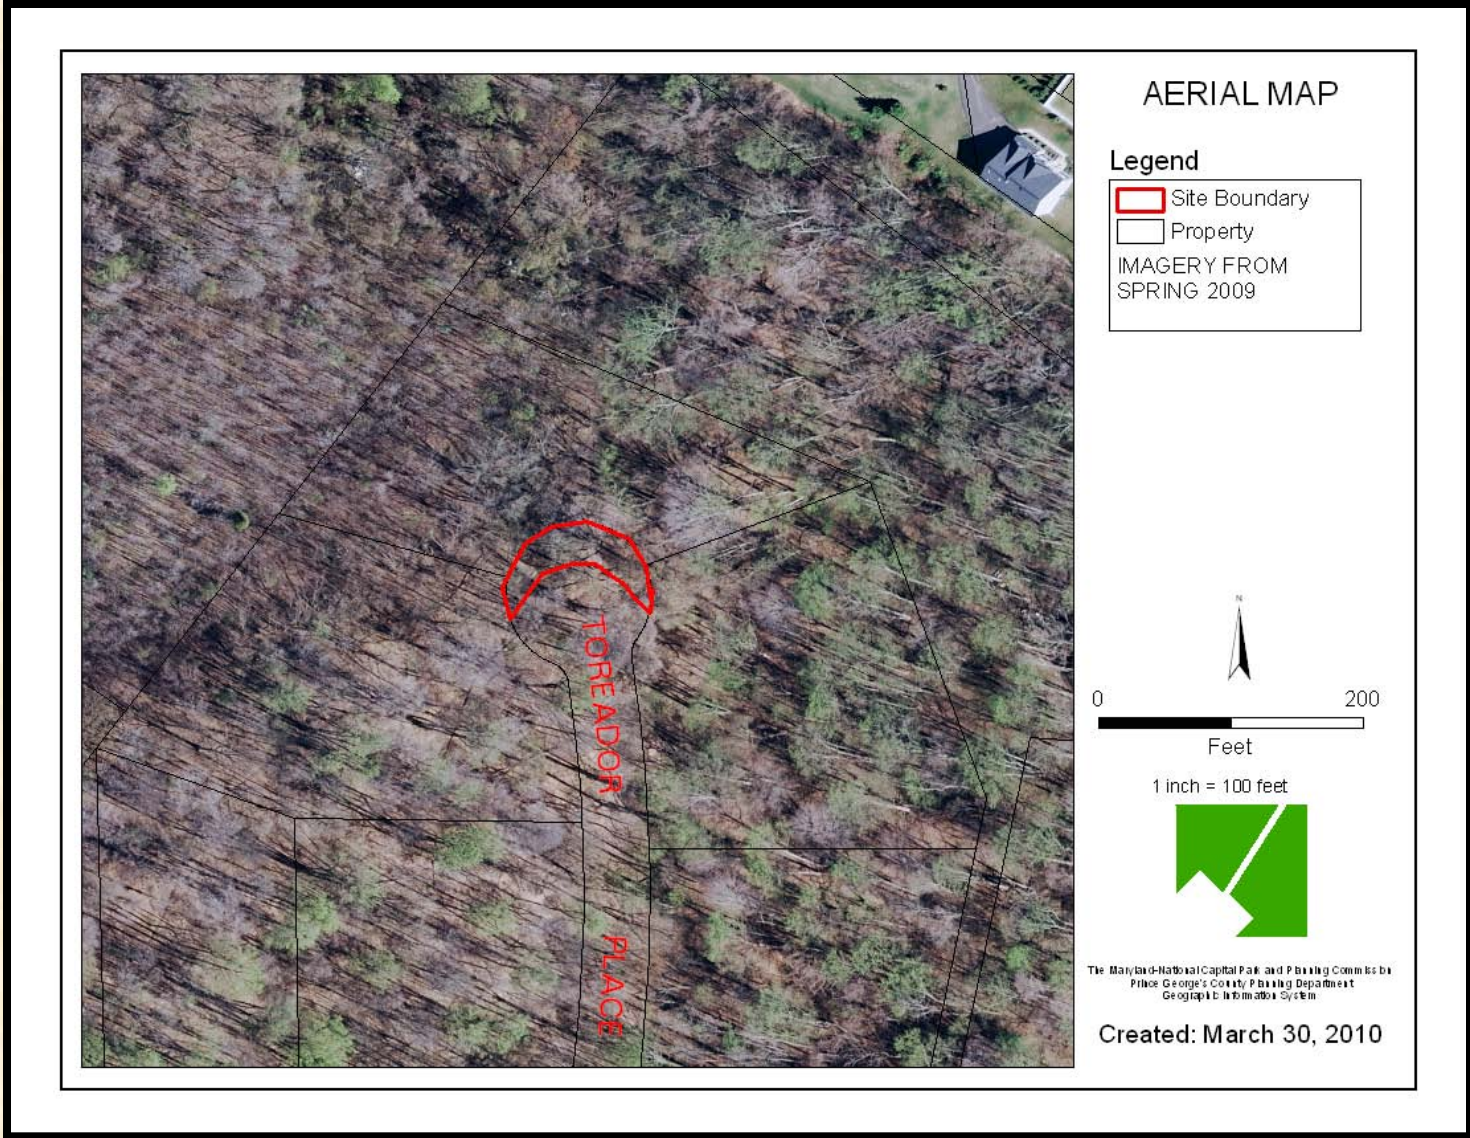 AERIAL MAP
Legend
Site Boundary
Property
IMAGERY FROM
SPRING 2009
TOREADOR
PLACE
N
0 200
Feet
1 inch = 100 feet
The Maryland-National Capital Park and Planning Commission
Prince George's County Planning Department
Geographic Information System
Created: March 30, 2010